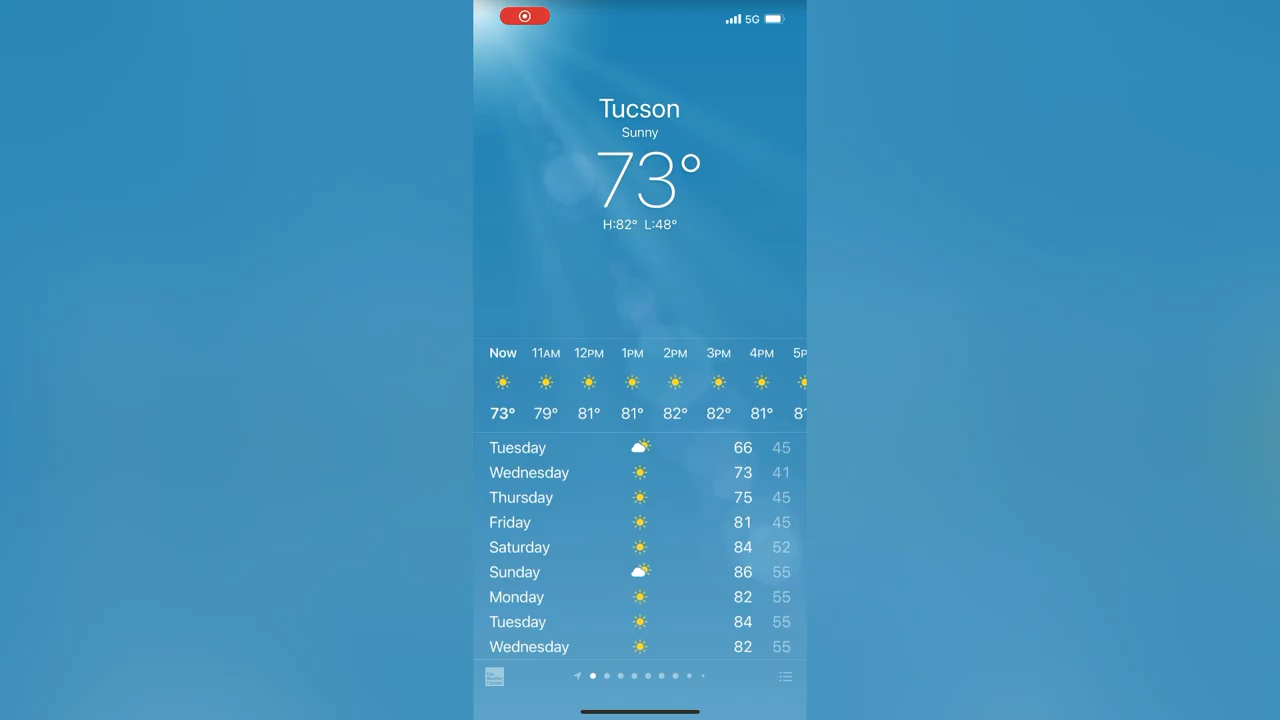 5G
Tucson
Sunny
73°
H:82° L:48°
Now 11AM 12PM 1PM 2PM 3PM 4PM
73° 79° 81° 81° 82° 82° 81°
Tuesday 66 45
Wednesday 73 41
Thursday 75 45
Friday 81 45
Saturday 84 52
Sunday 86 55
Monday 82 55
Tuesday 84 55
Wednesday 82 55